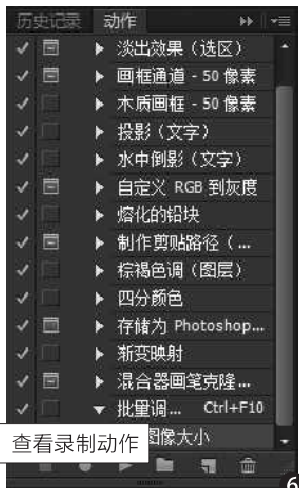 历史记录 动作
淡出效果（选区）
画框通道 - 50 像素
木质画框 - 50 像素
投影（文字）
水中倒影（文字）
自定义 RGB 到灰度
熔化的铅块
制作剪贴路径（...
棕褐色调（图层）
四分颜色
存储为 Photoshop...
渐变映射
混合器画笔克隆...
批量调... Ctrl+F10
图像大小
查看录制动作
6